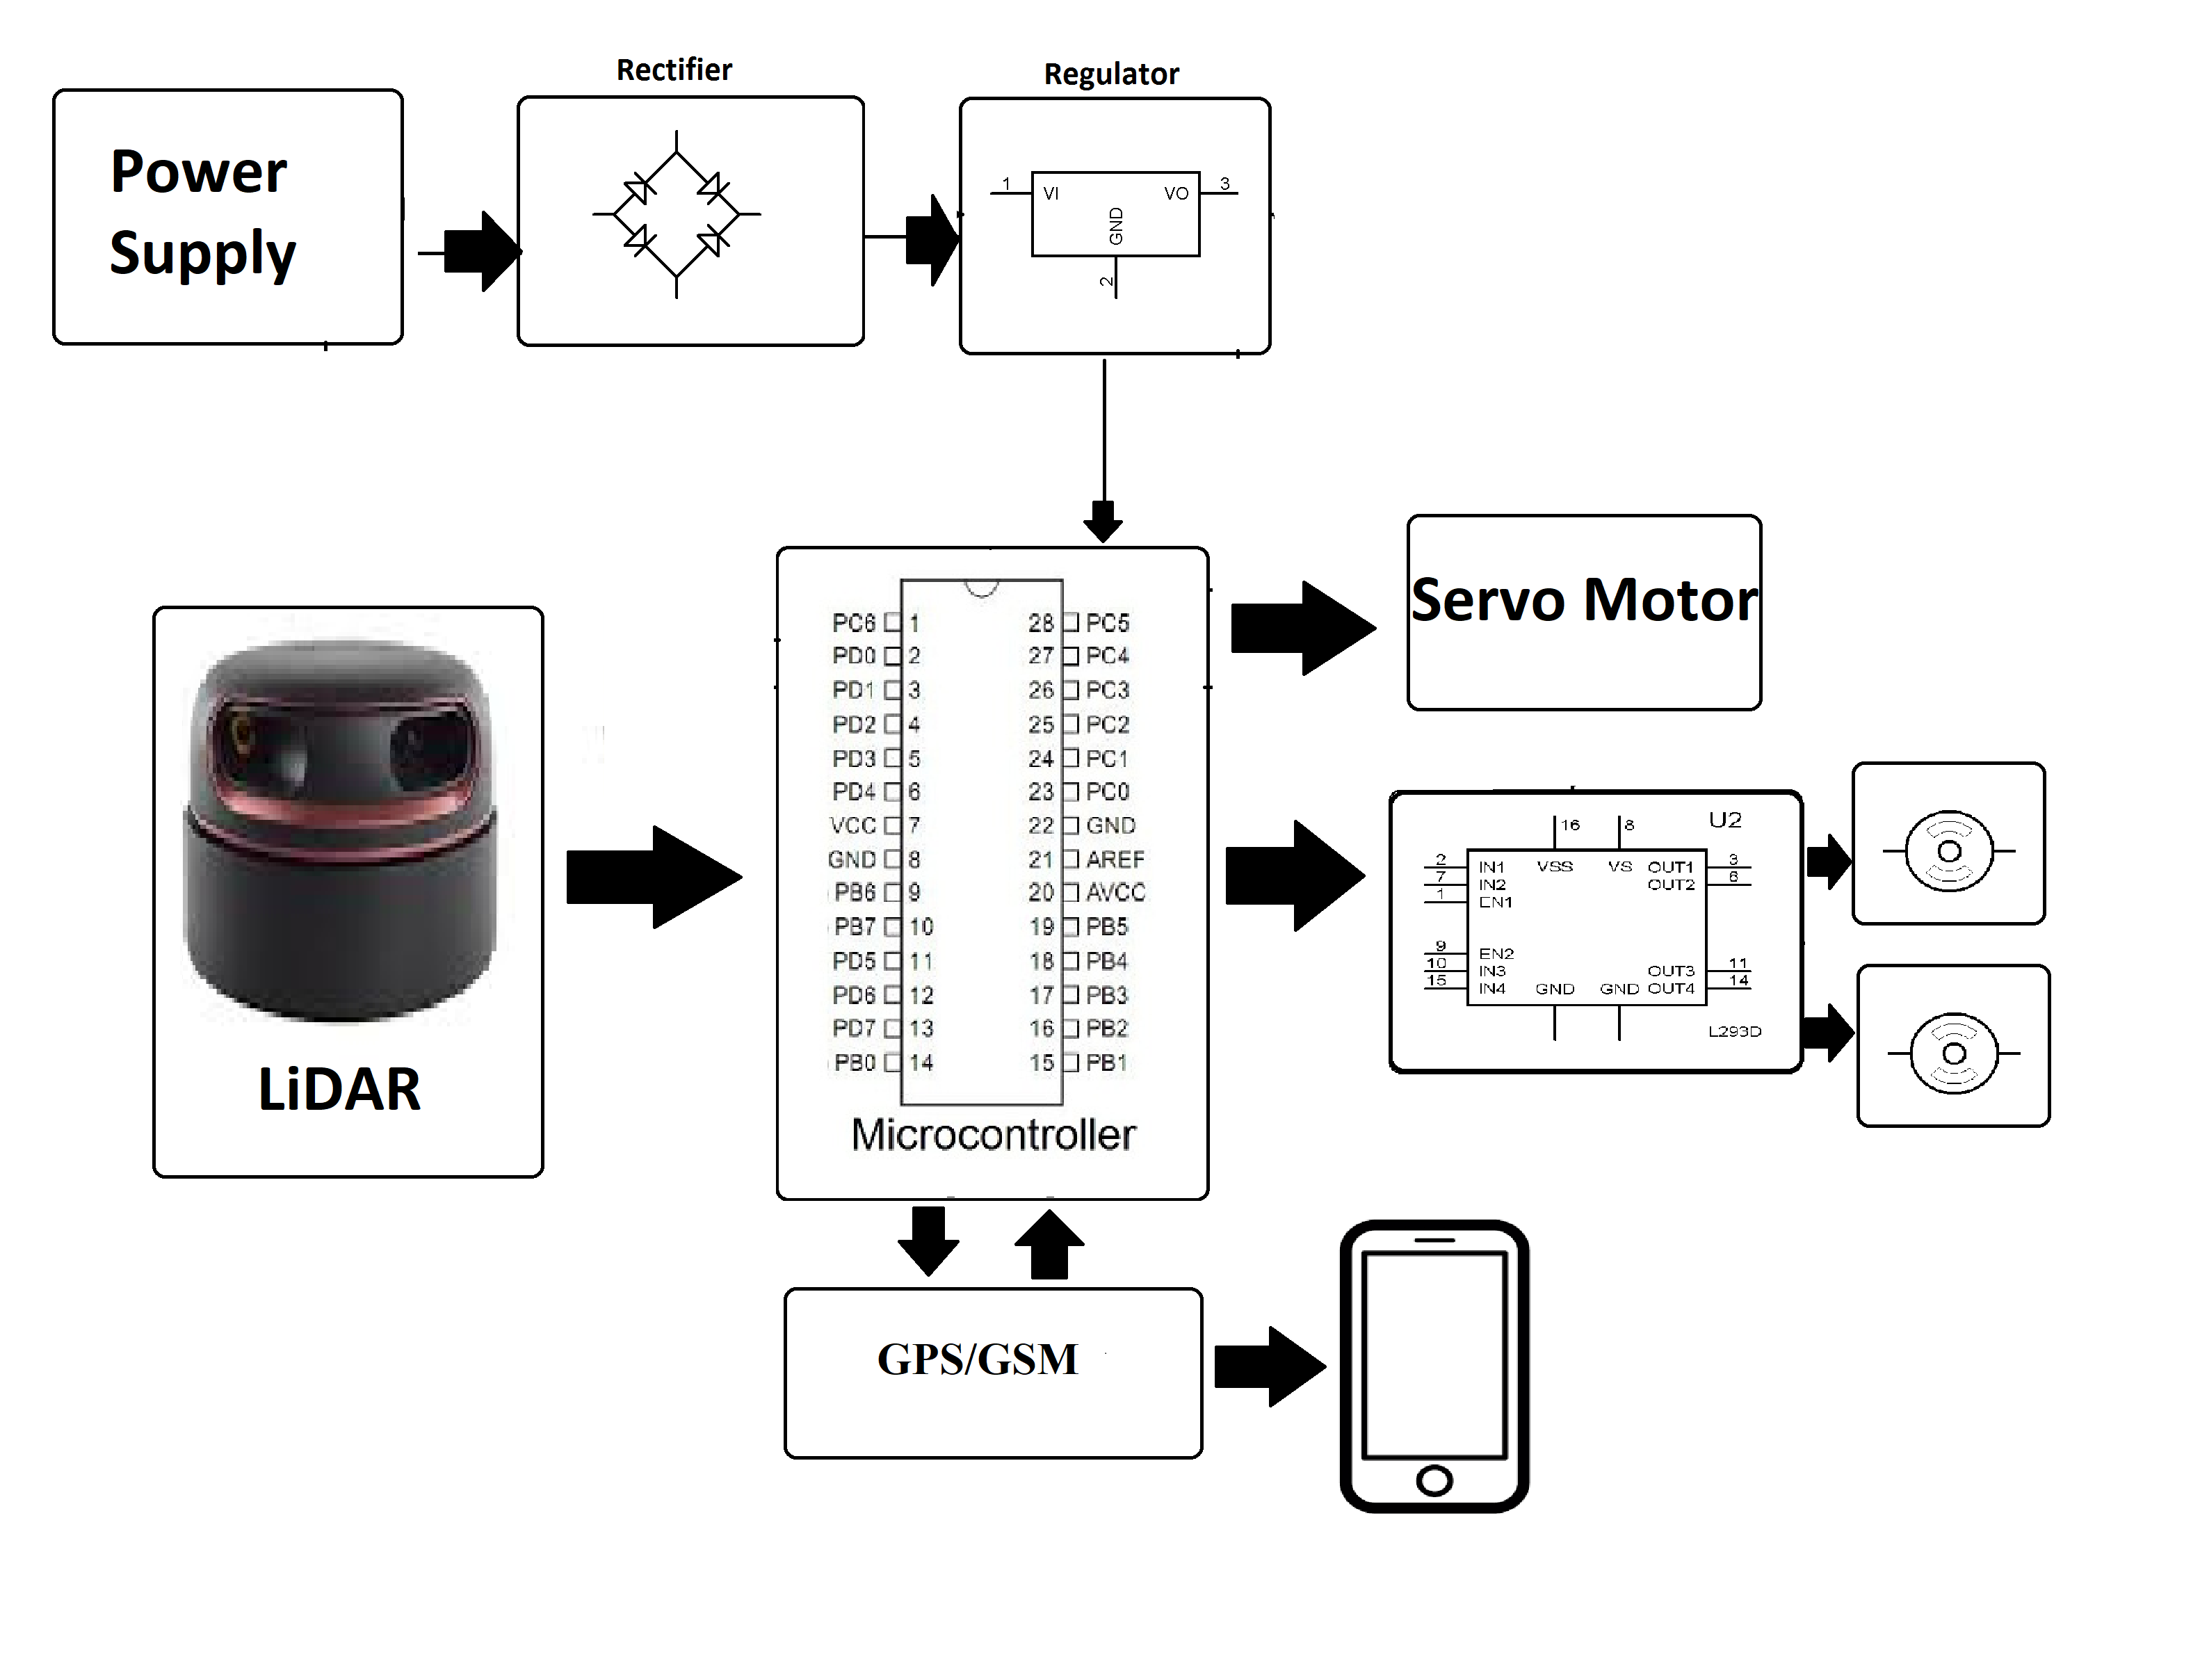 Rectifier
Regulator
Power
Supply
1
VI
VO
3
GND
2
Servo Motor
LiDAR
PC6 1 28 PC5
PD0 2 27 PC4
PD1 3 26 PC3
PD2 4 25 PC2
PD3 5 24 PC1
PD4 6 23 PC0
VCC 7 22 GND
GND 8 21 AREF
PB6 9 20 AVCC
PB7 10 19 PB5
PD5 11 18 PB4
PD6 12 17 PB3
PD7 13 16 PB2
PB0 14 15 PB1
Microcontroller
16 8 U2
2 IN1 VSS VS OUT1 3
7 IN2 OUT2 6
1 EN1
9 EN2
10 IN3 OUT3 11
15 IN4 GND GND OUT4 14
L293D
GPS/GSM